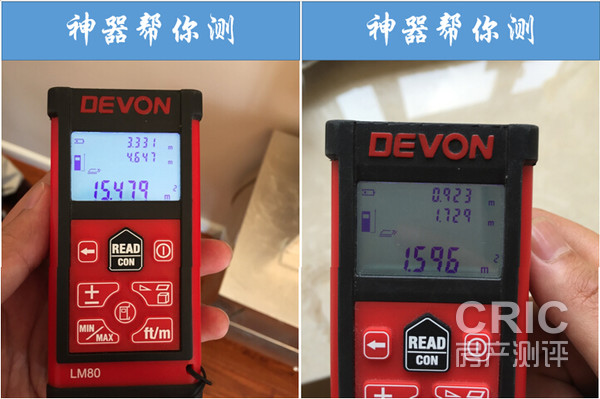 神器帮你测
DEVON
3.331 m
4.647 m
15.479 m²
READ
CON
MIN/MAX
ft/m
LM80
神器帮你测
DEVON
0.923 m
1.729 m
1.596 m²
READ
CON
CRIC
房产测评